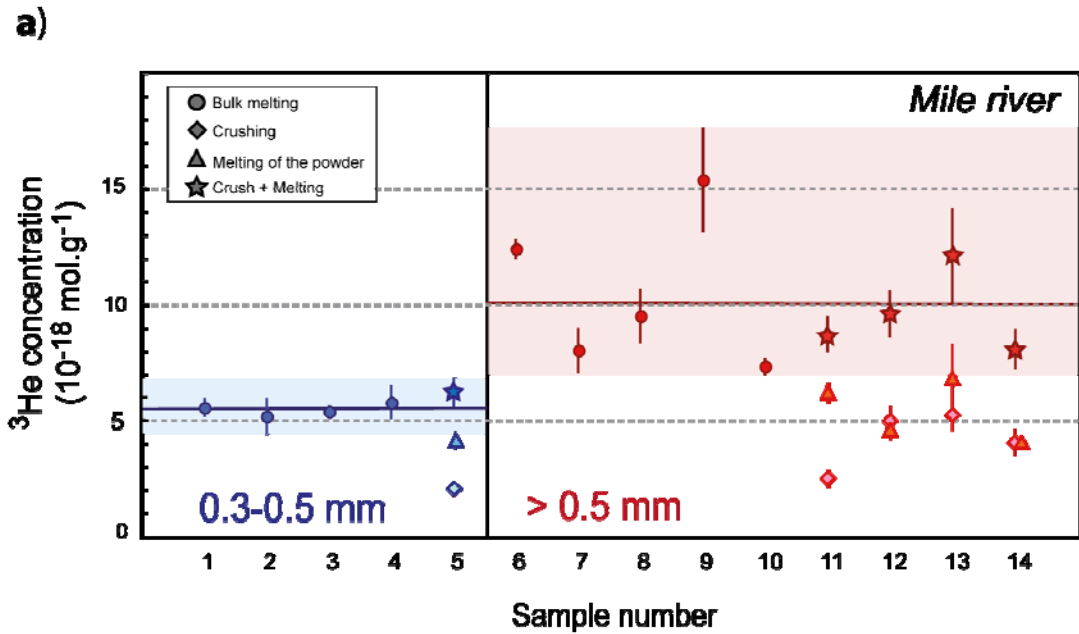 a)
Mile river
Bulk melting
Crushing
Melting of the powder
Crush + Melting
³He concentration
(10⁻¹⁸ mol.g⁻¹)
15
10
5
0
0.3-0.5 mm
> 0.5 mm
1 2 3 4 5 6 7 8 9 10 11 12 13 14
Sample number